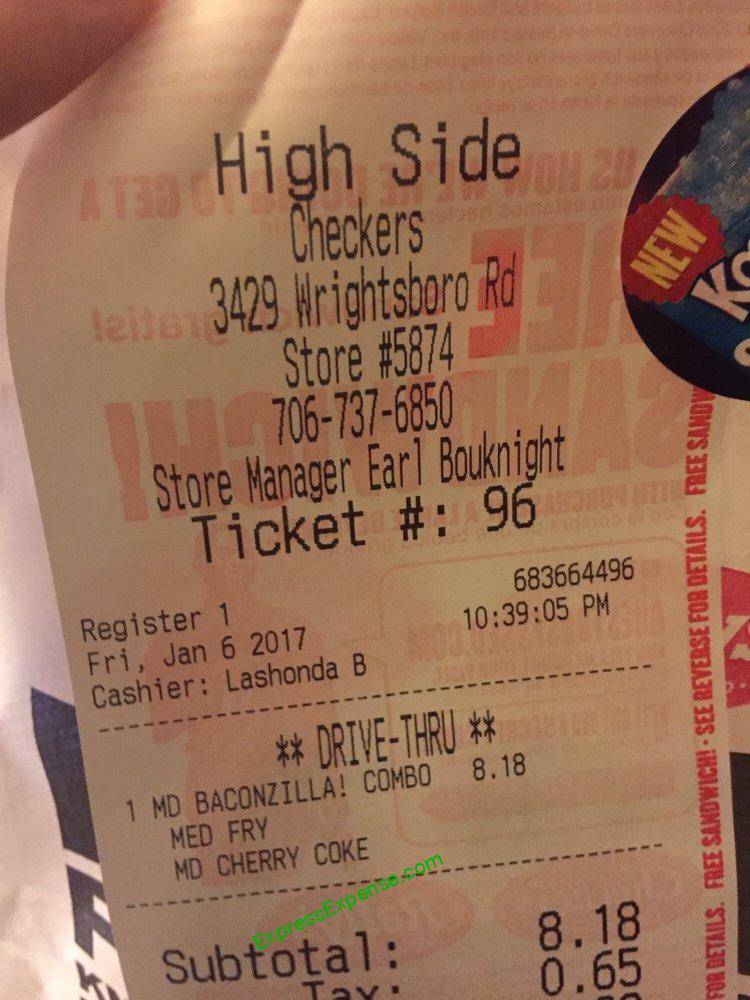 High Side
Checkers
3429 Wrightsboro Rd
Store #5874
706-737-6850
Store Manager Earl Bouknight
Ticket #: 96
683664496
Register 1 10:39:05 PM
Fri, Jan 6 2017
Cashier: Lashonda B
** DRIVE-THRU **
1 MD BACONZILLA! COMBO 8.18
MED FRY
MD CHERRY COKE
ExpressExpense.com
Subtotal: 8.18
Tax: 0.65
NEW
FOR DETAILS. FREE SANDWICH! · SEE REVERSE FOR DETAILS. FREE